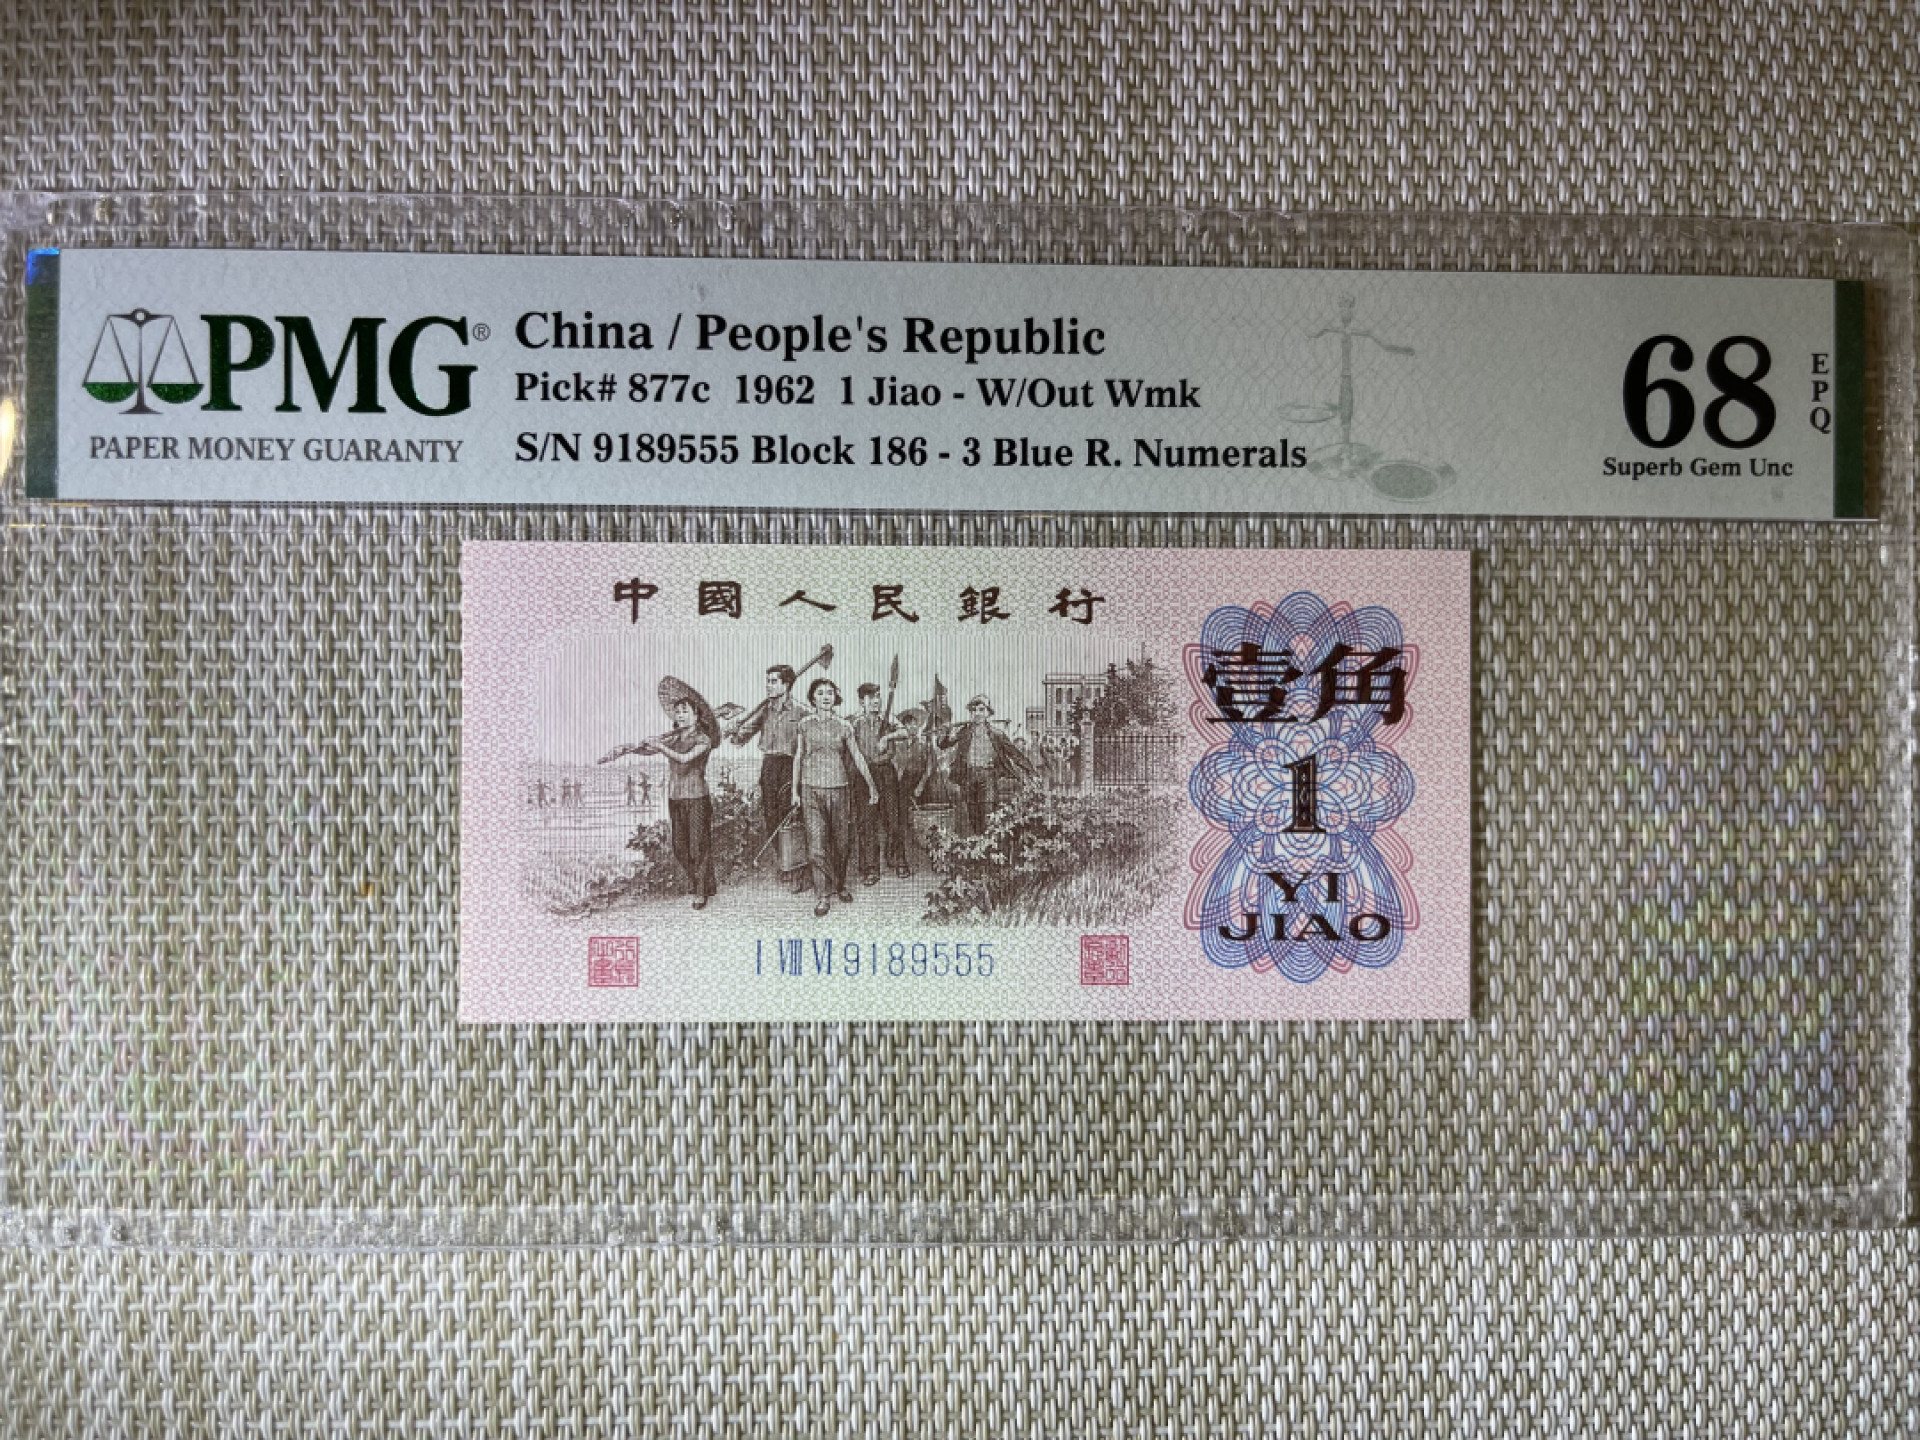 PMG®
PAPER MONEY GUARANTY
China / People's Republic
Pick# 877c 1962 1 Jiao - W/Out Wmk
S/N 9189555 Block 186 - 3 Blue R. Numerals
68
EPQ
Superb Gem Unc
中國人民銀行
壹角
1
YI
JIAO
I VIII VI 9189555